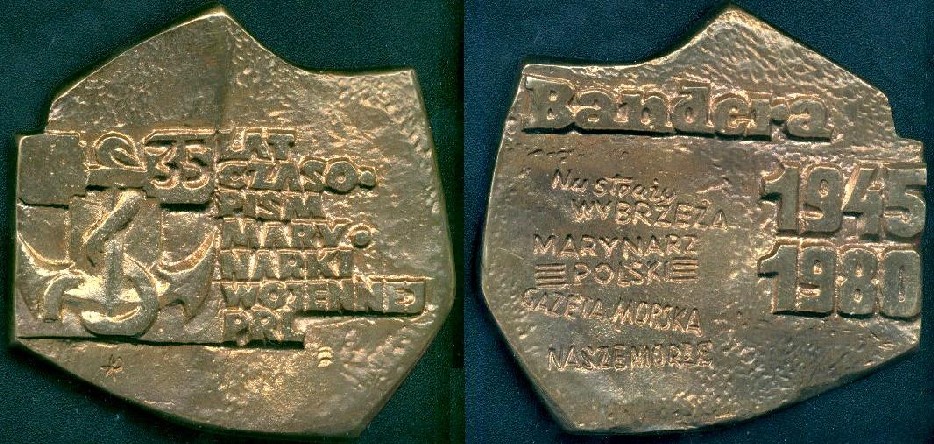 35 LAT
CZASO•
PISM
MARY•
NARKI
WOJENNEJ
PRL
Bandera
1945
1980
Na straży
WYBRZEŻA
MARYNARZ
POLSKI
GAZETA MORSKA
NASZE MORZE